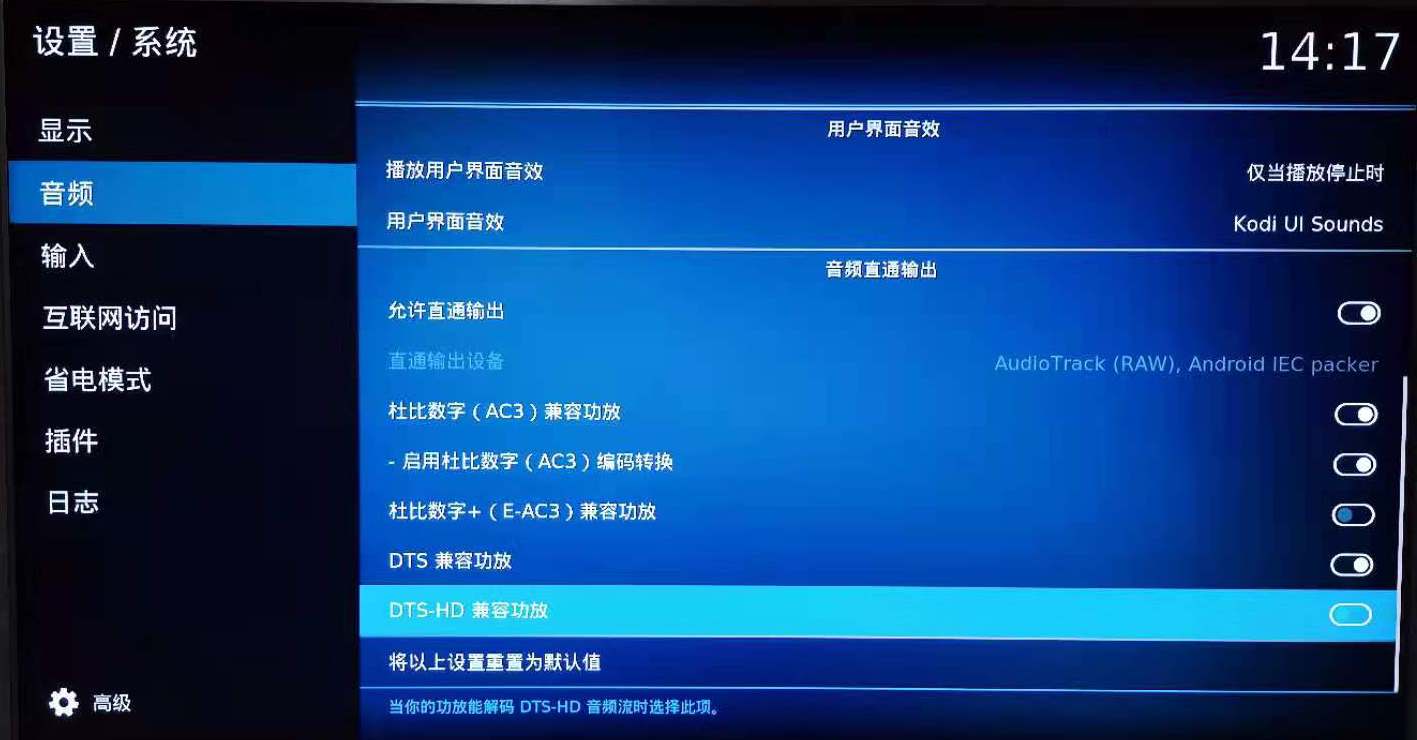 设置 / 系统
14:17
显示
音频
输入
互联网访问
省电模式
插件
日志
高级
用户界面音效
播放用户界面音效 仅当播放停止时
用户界面音效 Kodi UI Sounds
音频直通输出
允许直通输出
直通输出设备 AudioTrack (RAW), Android IEC packer
杜比数字（AC3）兼容功放
- 启用杜比数字（AC3）编码转换
杜比数字+（E-AC3）兼容功放
DTS 兼容功放
DTS-HD 兼容功放
将以上设置重置为默认值
当你的功放能解码 DTS-HD 音频流时选择此项。